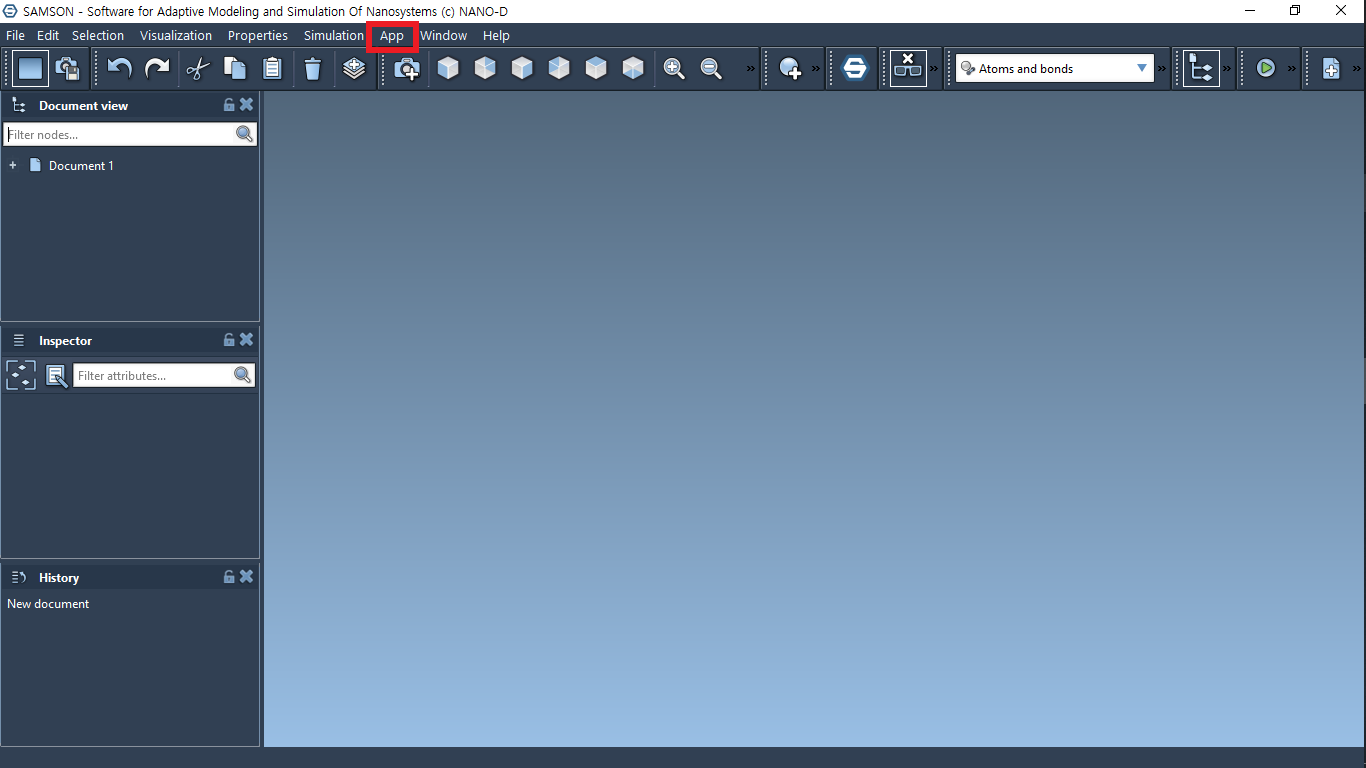 SAMSON - Software for Adaptive Modeling and Simulation Of Nanosystems (c) NANO-D
File Edit Selection Visualization Properties Simulation App Window Help
Atoms and bonds
Document view
Filter nodes...
Document 1
Inspector
Filter attributes...
History
New document